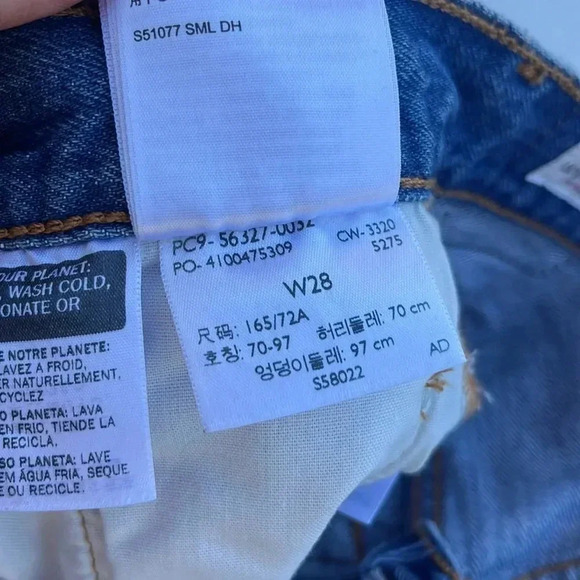 S51077 SML DH
PC9- 56327-0032 CW-3320
PO- 4100475309 5275
W28
尺码: 165/72A 허리둘레: 70 cm
호칭: 70-97 엉덩이둘레: 97 cm
S58022 AD
OUR PLANET:
WASH COLD,
ONATE OR
E NOTRE PLANETE:
LAVEZ A FROID,
ER NATURELLEMENT,
CYCLEZ
O PLANETA: LAVA
EN FRIO, TIENDE LA
RECICLA.
SO PLANETA: LAVE
EM ÁGUA FRIA, SEQUE
E OU RECICLE.